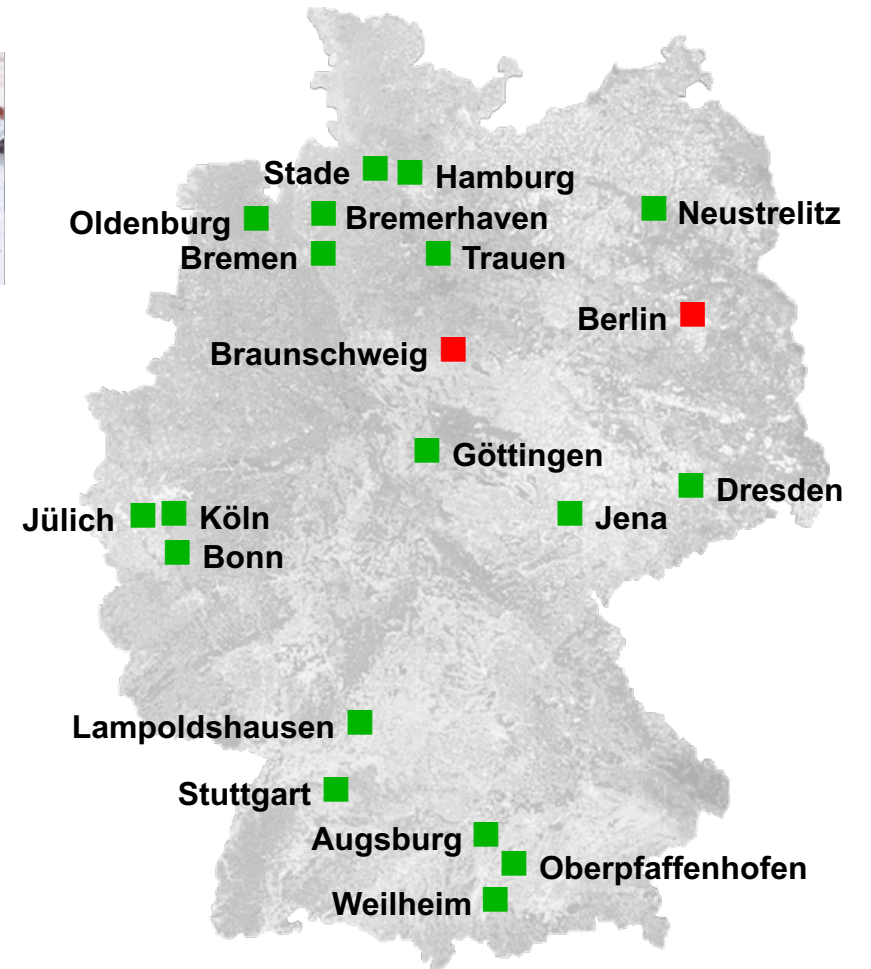 Stade
Hamburg
Oldenburg
Bremerhaven
Neustrelitz
Bremen
Trauen
Berlin
Braunschweig
Göttingen
Dresden
Jülich
Köln
Jena
Bonn
Lampoldshausen
Stuttgart
Augsburg
Oberpfaffenhofen
Weilheim